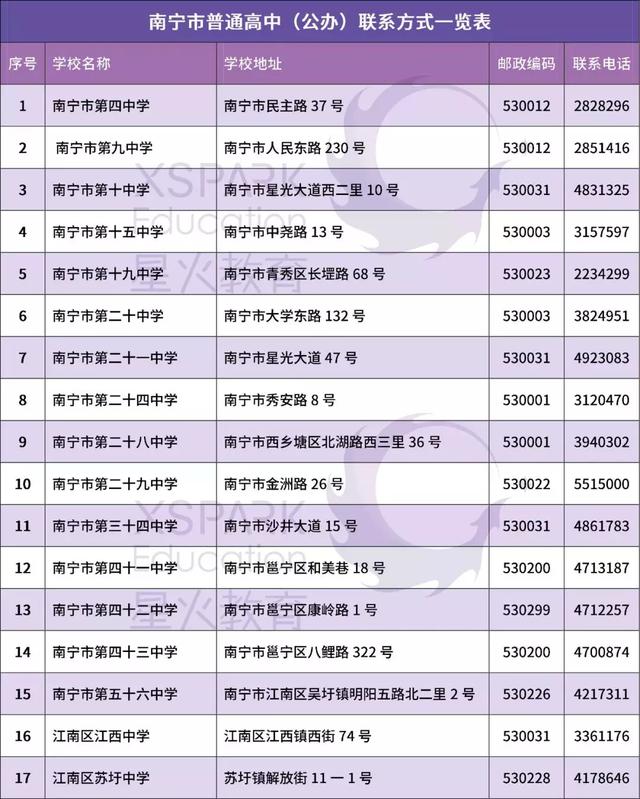 南宁市普通高中（公办）联系方式一览表
序号 学校名称 学校地址 邮政编码 联系电话
1 南宁市第四中学 南宁市民主路 37 号 530012 2828296
2 南宁市第九中学 南宁市人民东路 230 号 530012 2851416
3 南宁市第十中学 南宁市星光大道西二里 10 号 530031 4831325
4 南宁市第十五中学 南宁市中尧路 13 号 530003 3157597
5 南宁市第十九中学 南宁市青秀区长堽路 68 号 530023 2234299
6 南宁市第二十中学 南宁市大学东路 132 号 530003 3824951
7 南宁市第二十一中学 南宁市星光大道 47 号 530031 4923083
8 南宁市第二十四中学 南宁市秀安路 8 号 530001 3120470
9 南宁市第二十八中学 南宁市西乡塘区北湖路西三里 36 号 530001 3940302
10 南宁市第二十九中学 南宁市金洲路 26 号 530022 5515000
11 南宁市第三十四中学 南宁市沙井大道 15 号 530031 4861783
12 南宁市第四十一中学 南宁市邕宁区和美巷 18 号 530200 4713187
13 南宁市第四十二中学 南宁市邕宁区康岭路 1 号 530299 4712257
14 南宁市第四十三中学 南宁市邕宁区八鲤路 322 号 530200 4700874
15 南宁市第五十六中学 南宁市江南区吴圩镇明阳五路北二里 2 号 530226 4217311
16 江南区江西中学 江南区江西镇西街 74 号 530031 3361176
17 江南区苏圩中学 苏圩镇解放街 11 一 1 号 530228 4178646
XSPARK
Education
星火教育
XSPARK
Education
星火教育